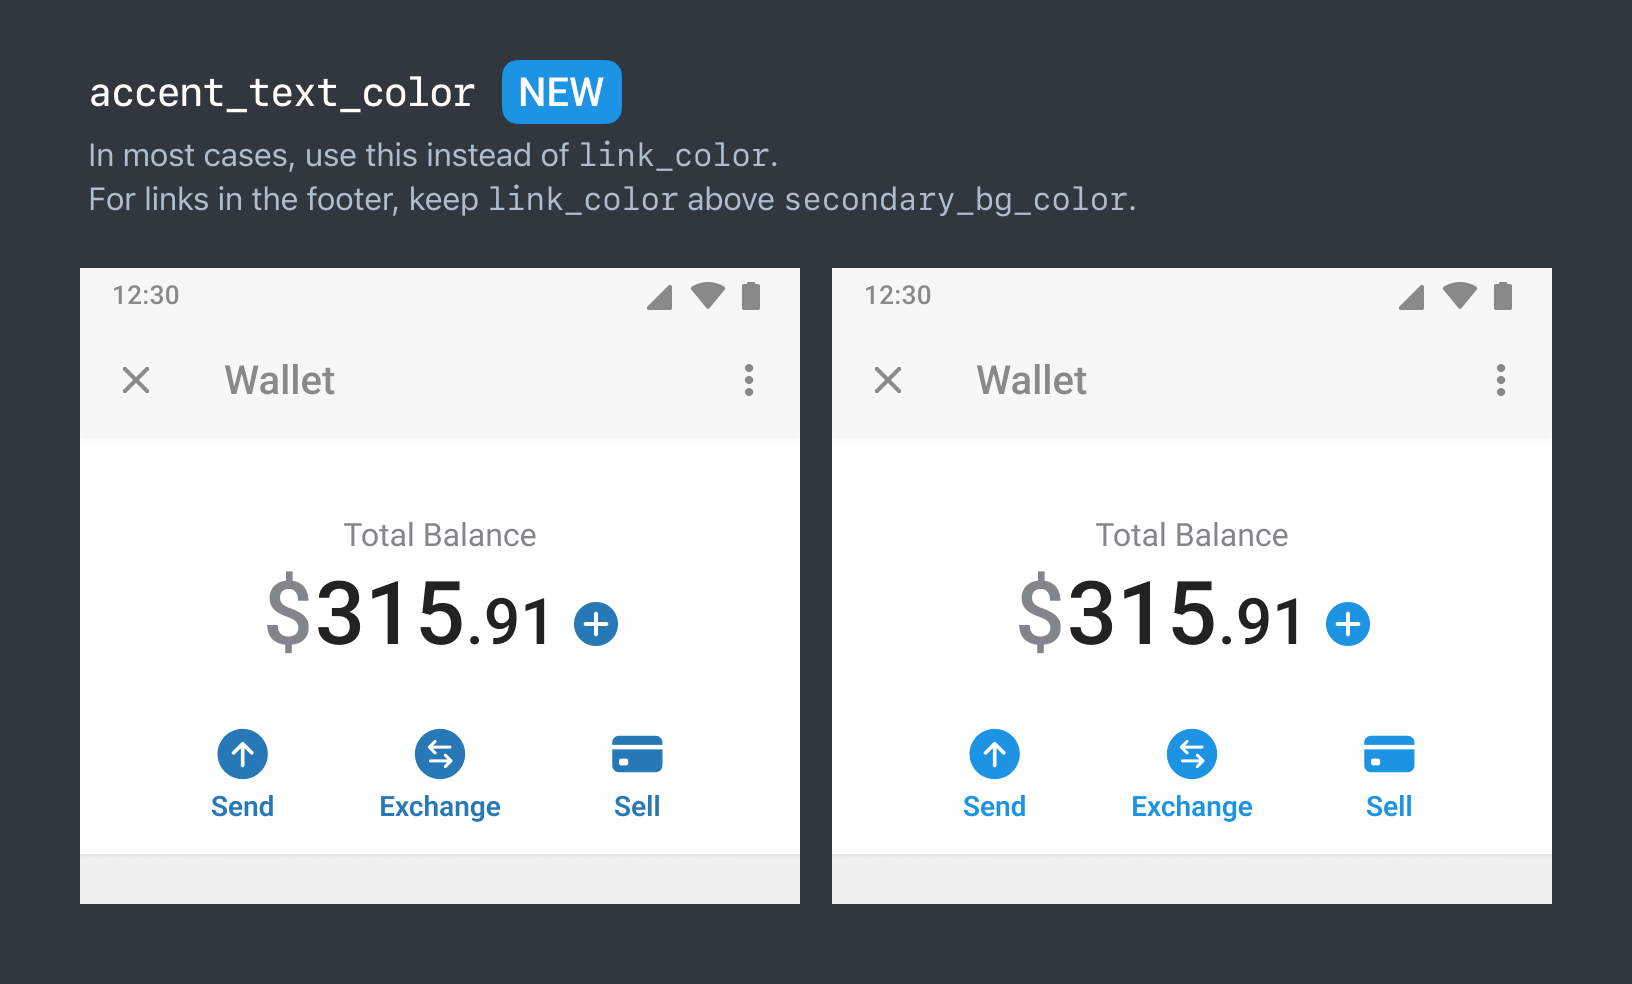 accent_text_color NEW
In most cases, use this instead of link_color.
For links in the footer, keep link_color above secondary_bg_color.
12:30
Wallet
Total Balance
$315.91
Send Exchange Sell
12:30
Wallet
Total Balance
$315.91
Send Exchange Sell